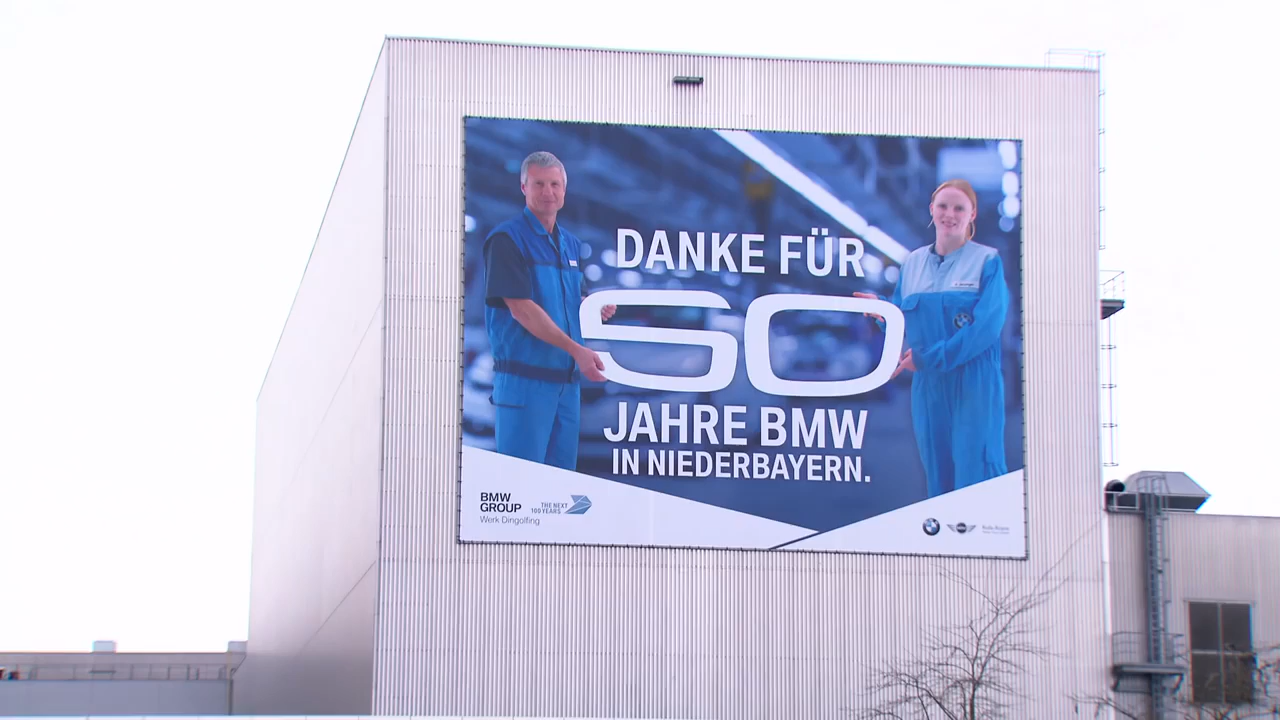 DANKE FÜR
50
JAHRE BMW
IN NIEDERBAYERN.
BMW
GROUP
THE NEXT
100 YEARS
Werk Dingolfing